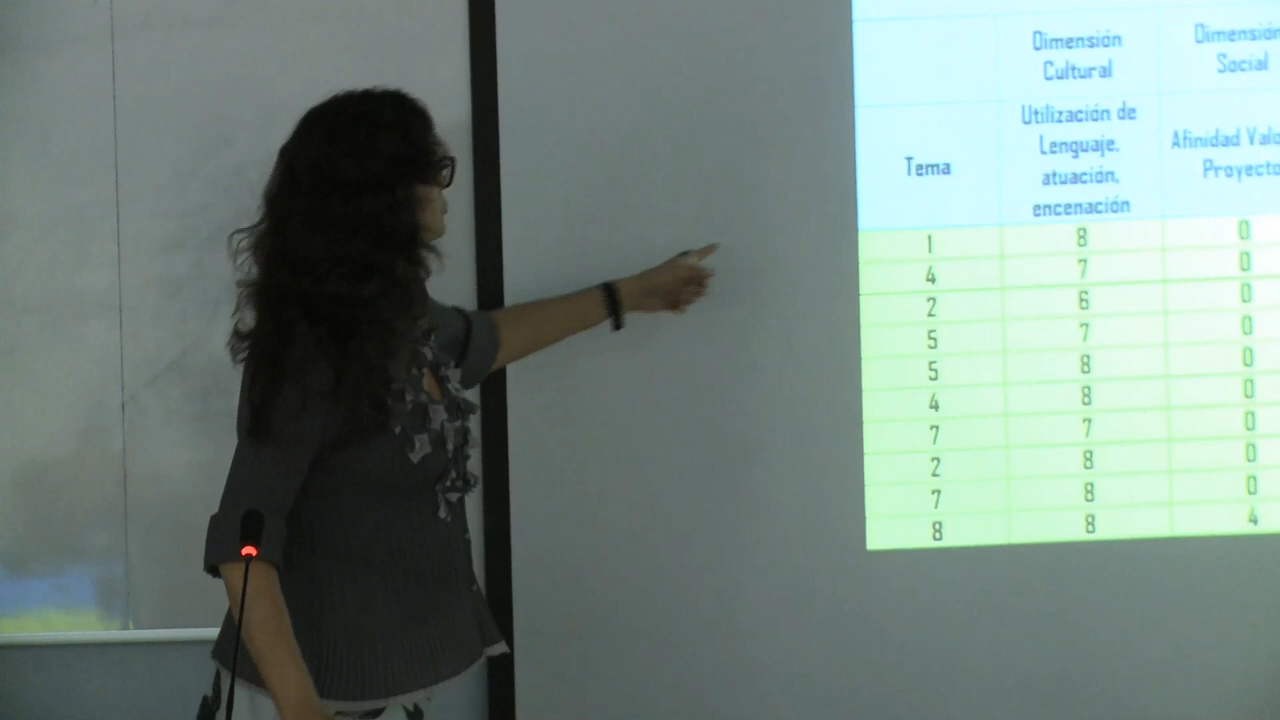 Dimensión Cultural
Dimensión Social
Tema
Utilización de Lenguaje, atuación, encenación
Afinidad Valo
Proyecto
1 8 0
4 7 0
2 6 0
5 7 0
5 8 0
4 8 0
7 7 0
2 8 0
7 8 0
8 8 4